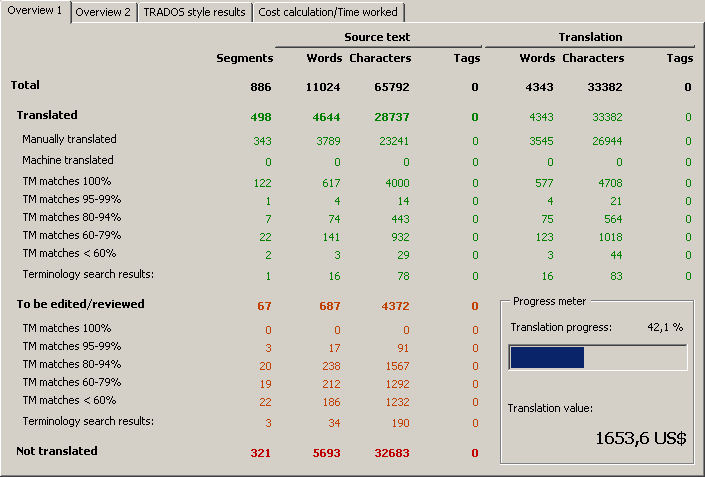 Overview 1 Overview 2 TRADOS style results Cost calculation/Time worked
Source text Translation
Segments Words Characters Tags Words Characters Tags
Total 886 11024 65792 0 4343 33382 0
Translated 498 4644 28737 0 4343 33382 0
Manually translated 343 3789 23241 0 3545 26944 0
Machine translated 0 0 0 0 0 0 0
TM matches 100% 122 617 4000 0 577 4708 0
TM matches 95-99% 1 4 14 0 4 21 0
TM matches 80-94% 7 74 443 0 75 564 0
TM matches 60-79% 22 141 932 0 123 1018 0
TM matches < 60% 2 3 29 0 3 44 0
Terminology search results: 1 16 78 0 16 83 0
To be edited/reviewed 67 687 4372 0
TM matches 100% 0 0 0 0
TM matches 95-99% 3 17 91 0
TM matches 80-94% 20 238 1567 0
TM matches 60-79% 19 212 1292 0
TM matches < 60% 22 186 1232 0
Terminology search results: 3 34 190 0
Not translated 321 5693 32683 0
Progress meter
Translation progress: 42,1 %
Translation value:
1653,6 US$